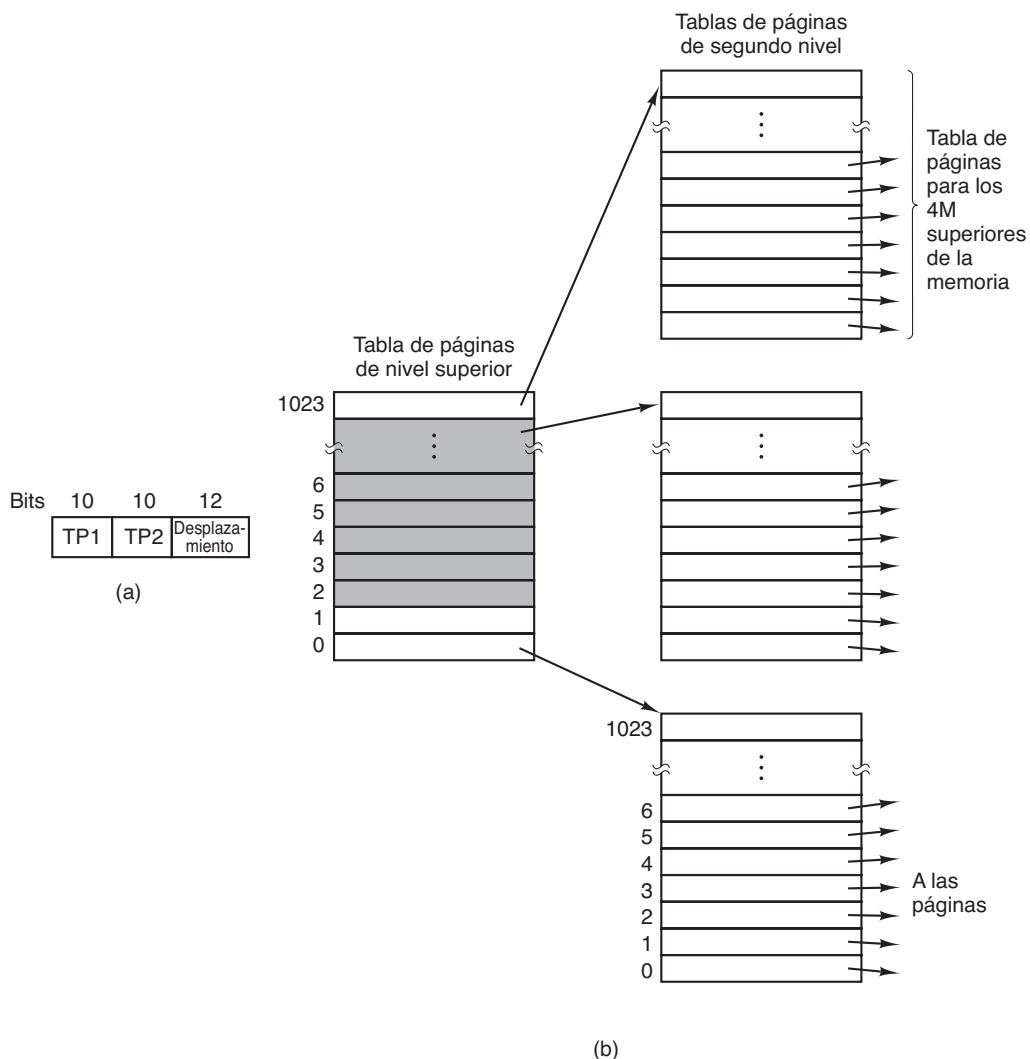 Tablas de páginas
de segundo nivel
Tabla de
páginas
para los
4M
superiores
de la
memoria
Tabla de páginas
de nivel superior
1023
6
5
4
3
2
1
0
Bits 10 10 12
TP1 TP2 Desplaza-
miento
(a)
1023
6
5
4
3
2
1
0
A las
páginas
(b)